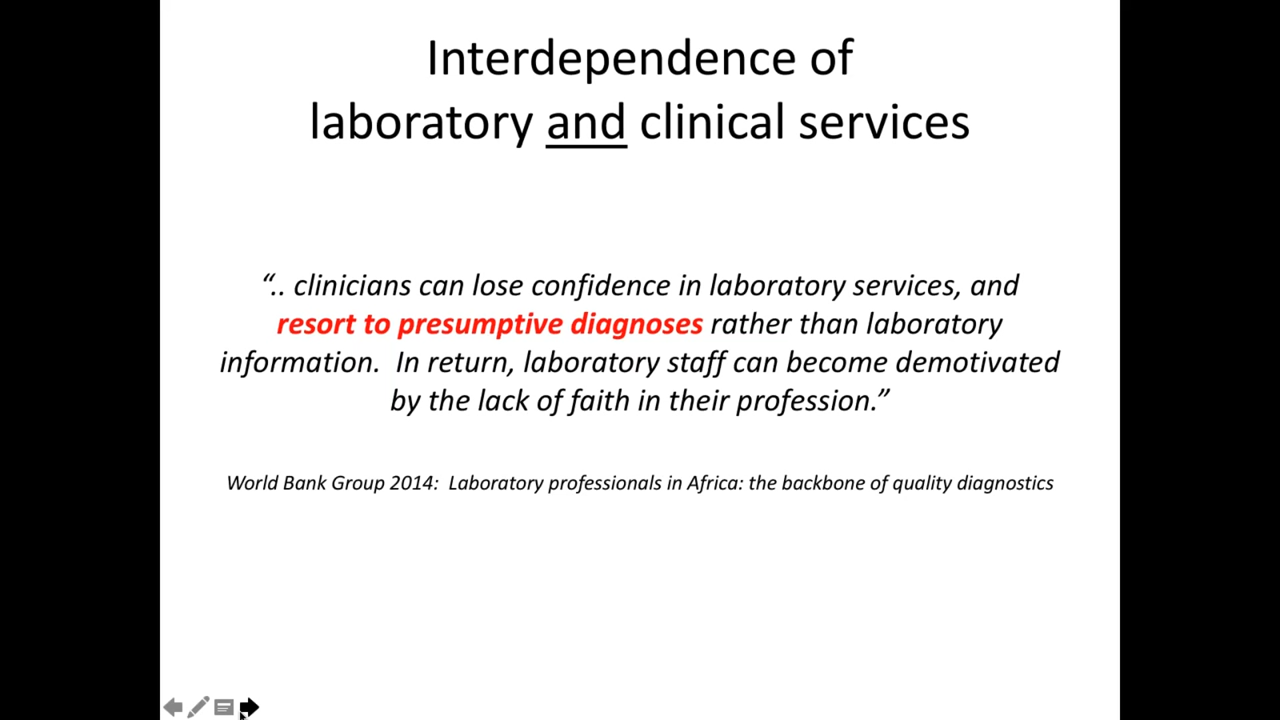 Interdependence of
laboratory and clinical services
“.. clinicians can lose confidence in laboratory services, and
resort to presumptive diagnoses rather than laboratory
information.  In return, laboratory staff can become demotivated
by the lack of faith in their profession.”
World Bank Group 2014:  Laboratory professionals in Africa: the backbone of quality diagnostics